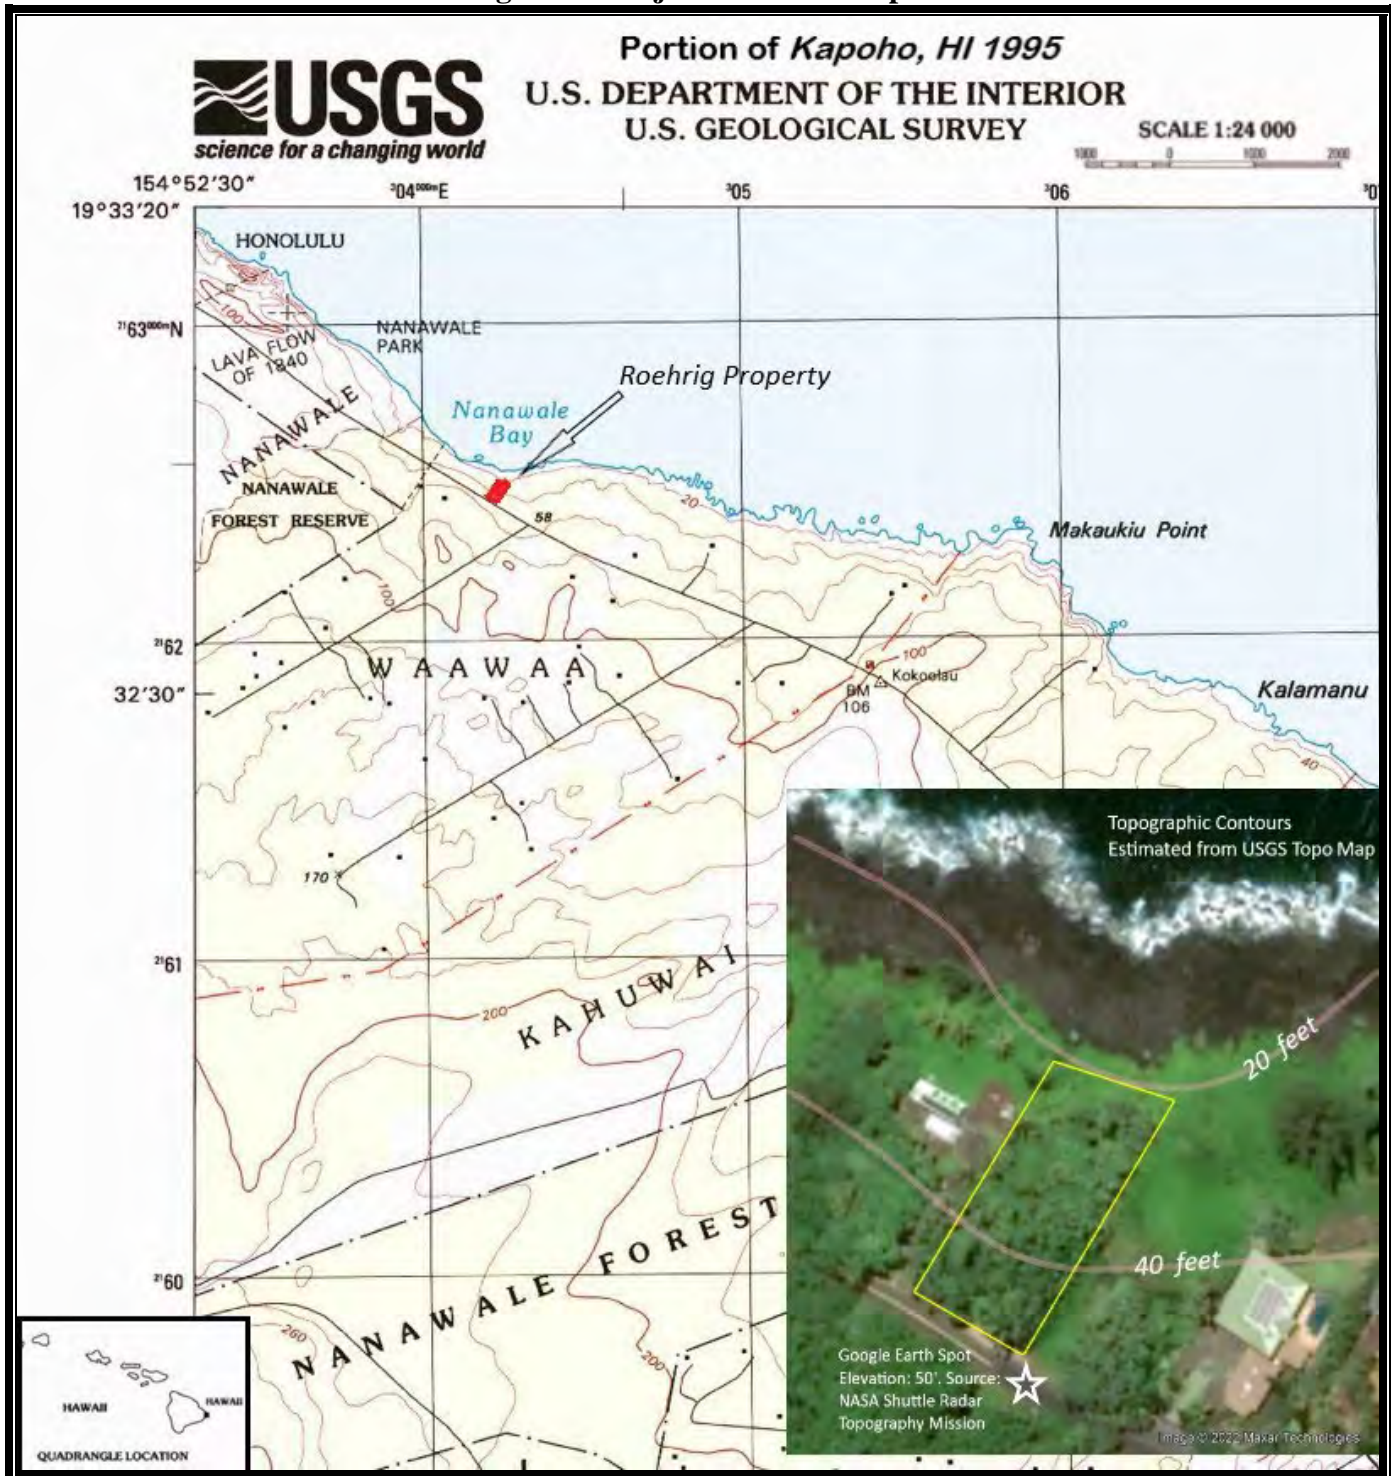 Portion of Kapoho, HI 1995
U.S. DEPARTMENT OF THE INTERIOR
U.S. GEOLOGICAL SURVEY
USGS
science for a changing world
SCALE 1:24 000
1000 0 1000 2000
154°52'30"
³04⁰⁰⁰ᵐE
³05
³06
19°33'20"
HONOLULU
²¹63⁰⁰⁰ᵐN
NANAWALE
PARK
100
LAVA FLOW
OF 1840
Roehrig Property
NANAWALE
Nanawale
Bay
NANAWALE
FOREST RESERVE
58
20
Makaukiu Point
100
²¹62
WAAWAA
100
Kokoolau
BM
106
32'30"
Kalamanu
40
170
²¹61
KAHUWAI
200
²¹60
NANAWALE FOREST
260
200
Topographic Contours
Estimated from USGS Topo Map
20 feet
40 feet
Google Earth Spot
Elevation: 50'. Source:
NASA Shuttle Radar
Topography Mission
Image © 2022 Maxar Technologies
HAWAII
HAWAII
QUADRANGLE LOCATION